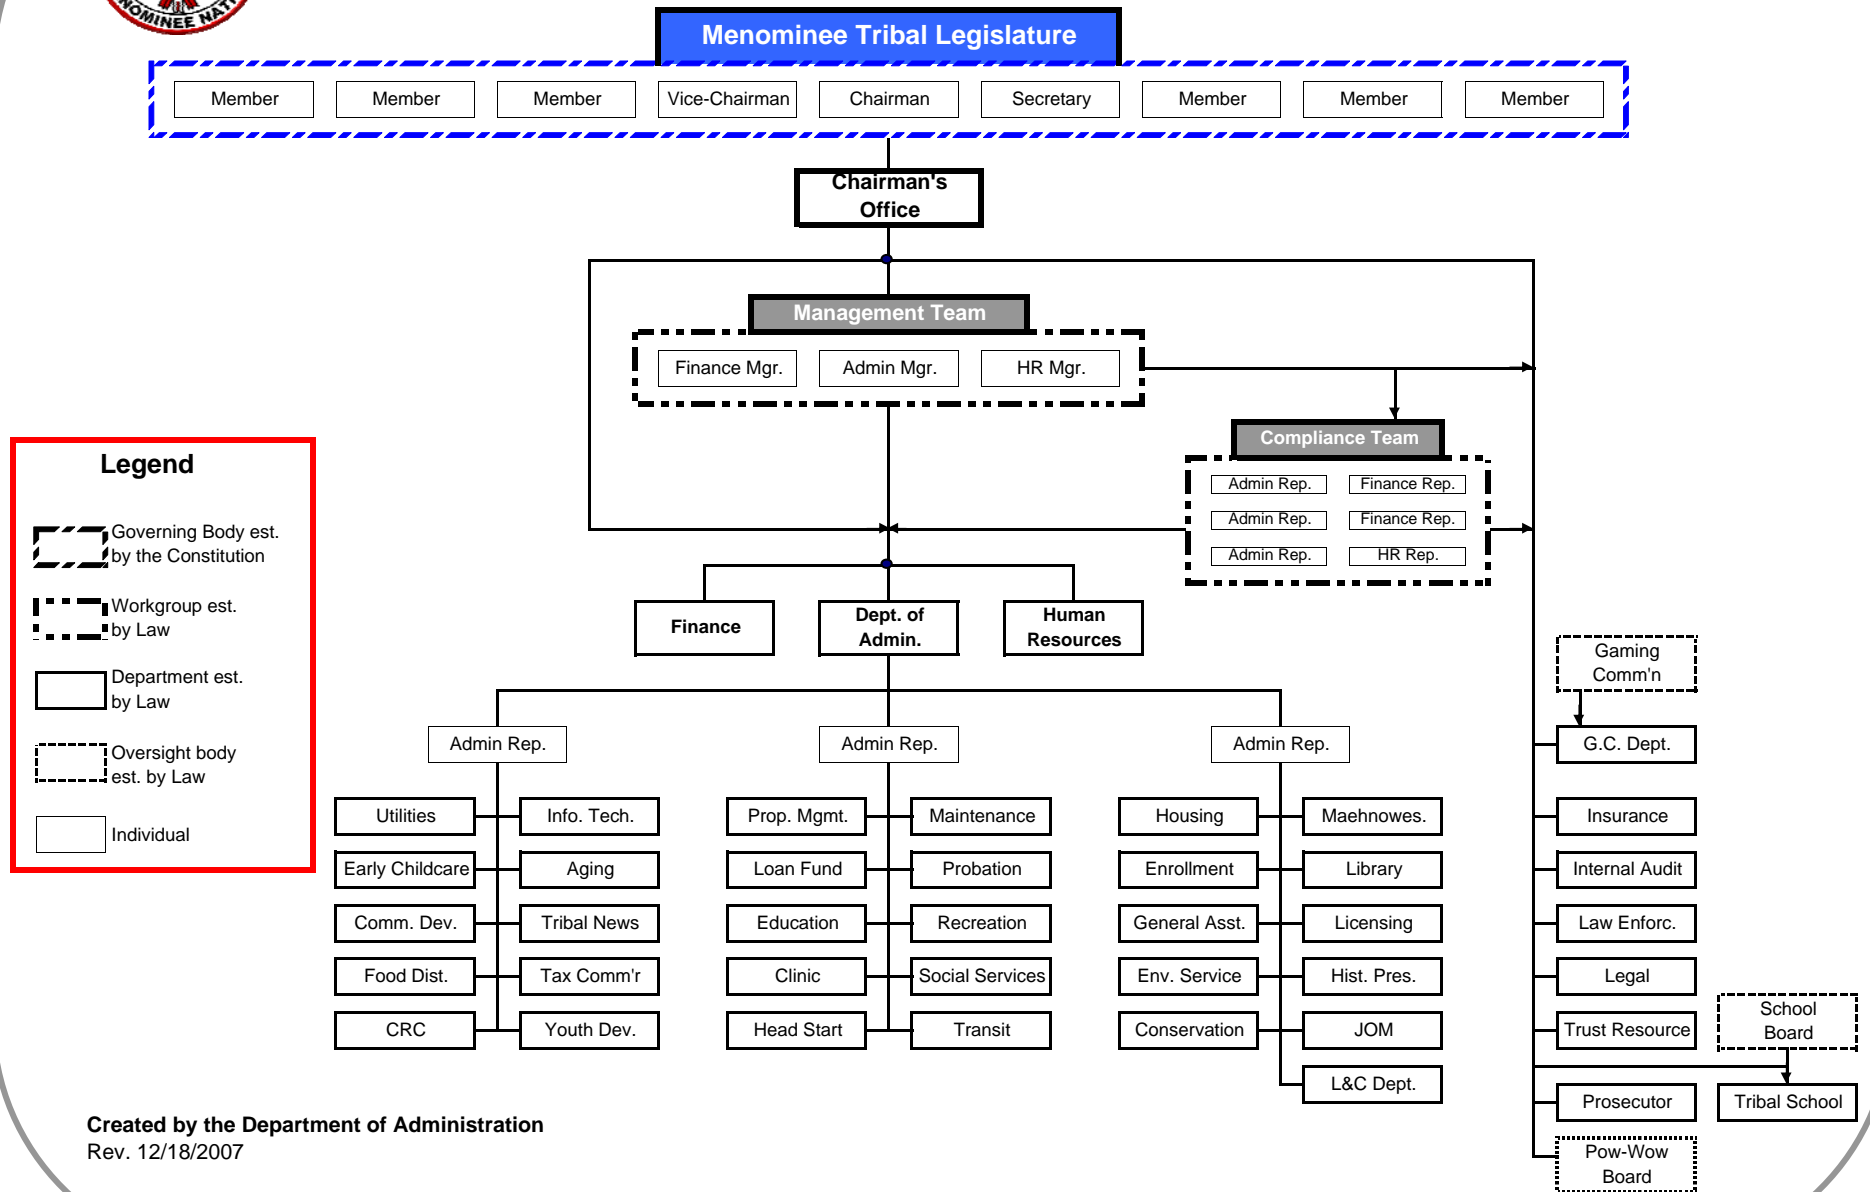 NOMINEE NATI
Menominee Tribal Legislature
Member
Member
Member
Vice-Chairman
Chairman
Secretary
Member
Member
Member
Chairman's
Office
Management Team
Finance Mgr.
Admin Mgr.
HR Mgr.
Compliance Team
Admin Rep.
Finance Rep.
Admin Rep.
Finance Rep.
Admin Rep.
HR Rep.
Legend
Governing Body est.
by the Constitution
Workgroup est.
by Law
Department est.
by Law
Oversight body
est. by Law
Individual
Finance
Dept. of
Admin.
Human
Resources
Gaming
Comm'n
G.C. Dept.
Admin Rep.
Admin Rep.
Admin Rep.
Utilities
Info. Tech.
Early Childcare
Aging
Comm. Dev.
Tribal News
Food Dist.
Tax Comm'r
CRC
Youth Dev.
Prop. Mgmt.
Maintenance
Loan Fund
Probation
Education
Recreation
Clinic
Social Services
Head Start
Transit
Housing
Maehnowes.
Enrollment
Library
General Asst.
Licensing
Env. Service
Hist. Pres.
Conservation
JOM
L&C Dept.
Insurance
Internal Audit
Law Enforc.
Legal
Trust Resource
School
Board
Prosecutor
Tribal School
Pow-Wow
Board
Created by the Department of Administration
Rev. 12/18/2007